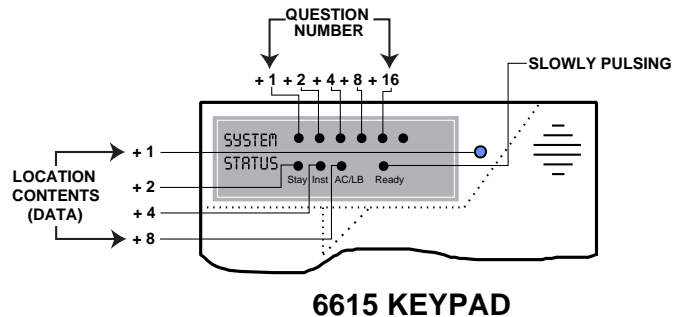 QUESTION
NUMBER
SLOWLY PULSING
+ 1 + 2 + 4 + 8 + 16
SYSTEM
+ 1
STATUS
LOCATION
CONTENTS
(DATA)
Stay Inst AC/LB Ready
+ 2
+ 4
+ 8
6615 KEYPAD